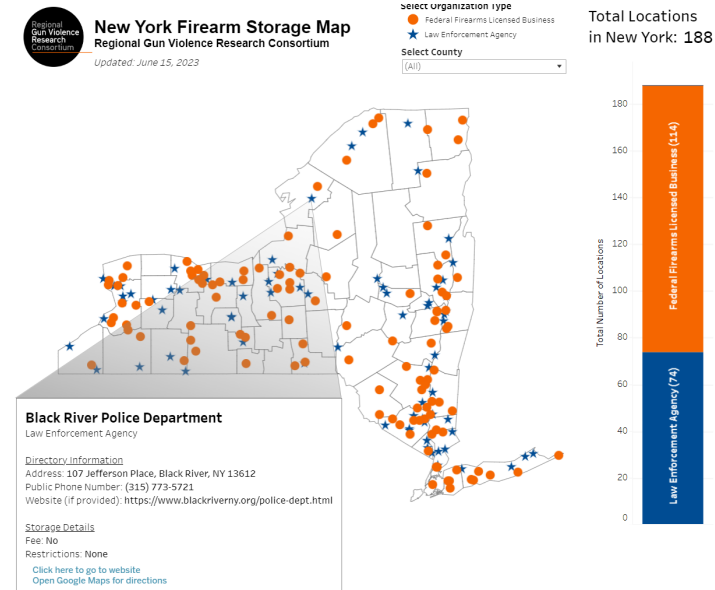 Regional
Gun Violence
Research
Consortium
New York Firearm Storage Map
Regional Gun Violence Research Consortium
Updated: June 15, 2023
Select Organization Type
Federal Firearms Licensed Business
Law Enforcement Agency
Select County
(All)
Total Locations
in New York: 188
180
160
140
120
100
80
60
40
20
0
Total Number of Locations
Federal Firearms Licensed Business (114)
Law Enforcement Agency (74)
Black River Police Department
Law Enforcement Agency
Directory Information
Address: 107 Jefferson Place, Black River, NY 13612
Public Phone Number: (315) 773-5721
Website (if provided): https://www.blackriverny.org/police-dept.html
Storage Details
Fee: No
Restrictions: None
Click here to go to website
Open Google Maps for directions